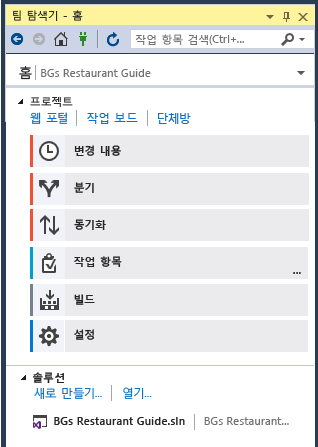 팀 탐색기 - 홈
작업 항목 검색(Ctrl+...
홈 | BGs Restaurant Guide
프로젝트
웹 포털 | 작업 보드 | 단체방
변경 내용
분기
동기화
작업 항목
...
빌드
설정
솔루션
새로 만들기... | 열기...
BGs Restaurant Guide.sln | BGs Restaurant...